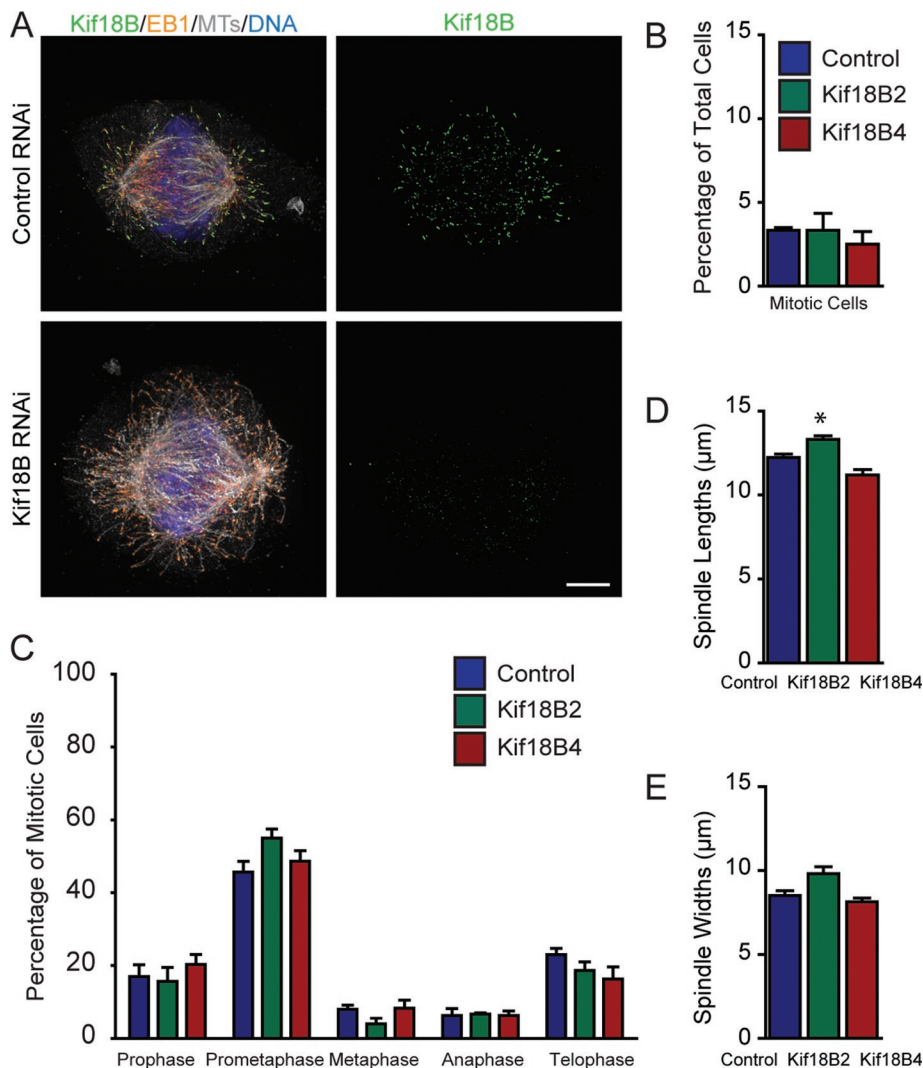 A
Kif18B/EB1/MTs/DNA
Kif18B
Control RNAi
Kif18B RNAi
B
Percentage of Total Cells
15
10
5
0
Control
Kif18B2
Kif18B4
Mitotic Cells
C
Percentage of Mitotic Cells
100
80
60
40
20
0
Control
Kif18B2
Kif18B4
Prophase Prometaphase Metaphase Anaphase Telophase
D
Spindle Lengths (µm)
15
10
5
0
*
Control Kif18B2 Kif18B4
E
Spindle Widths (µm)
15
10
5
0
Control Kif18B2 Kif18B4